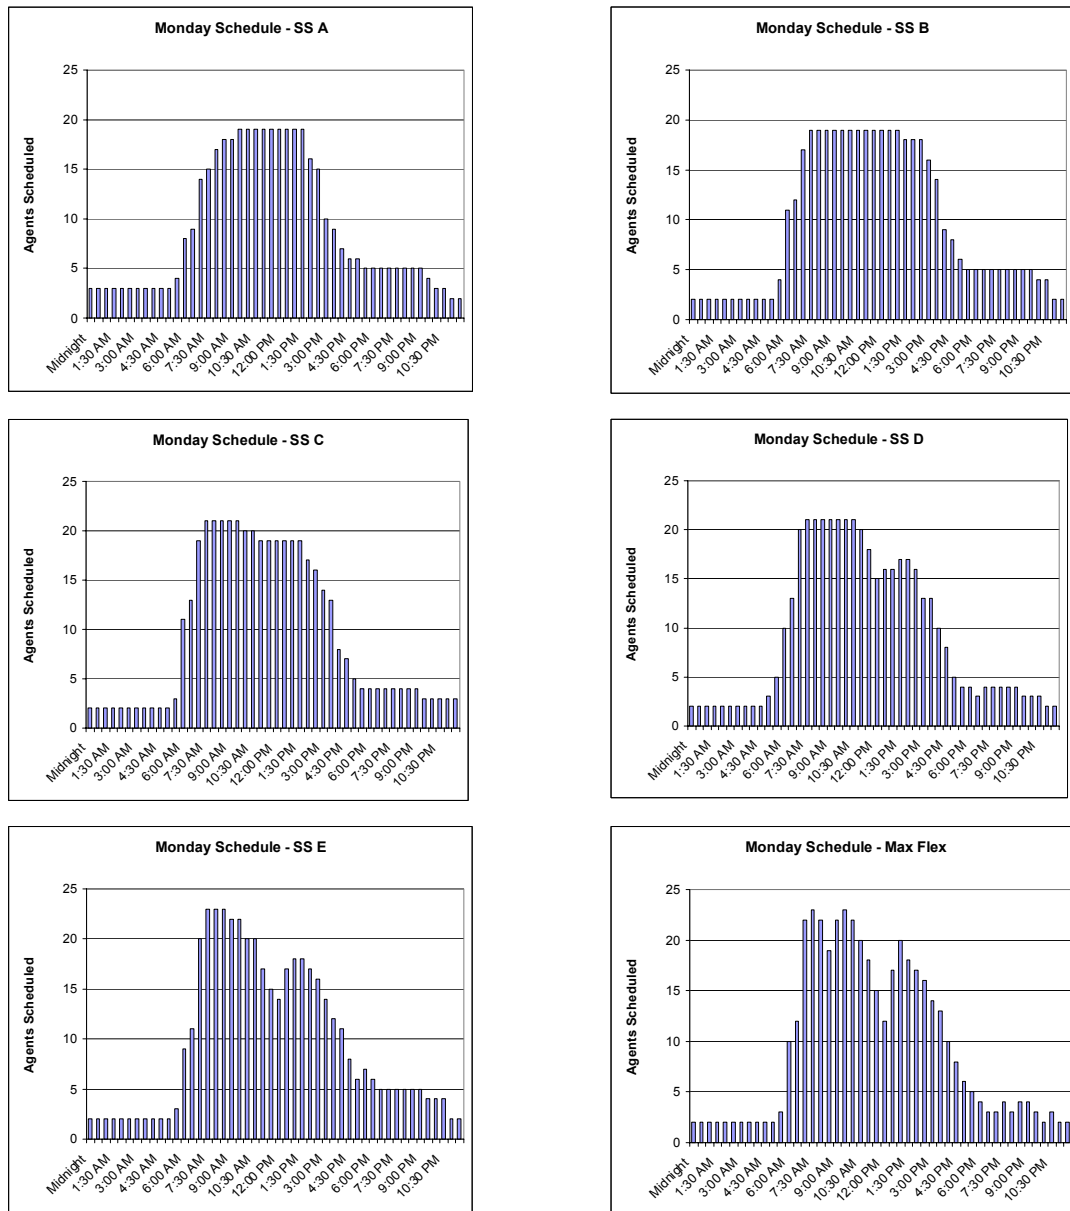 Monday Schedule - SS A
25
20
15
10
5
0
Agents Scheduled
Midnight
1:30 AM
3:00 AM
4:30 AM
6:00 AM
7:30 AM
9:00 AM
10:30 AM
12:00 PM
1:30 PM
3:00 PM
4:30 PM
6:00 PM
7:30 PM
9:00 PM
10:30 PM
Monday Schedule - SS B
25
20
15
10
5
0
Agents Scheduled
Midnight
1:30 AM
3:00 AM
4:30 AM
6:00 AM
7:30 AM
9:00 AM
10:30 AM
12:00 PM
1:30 PM
3:00 PM
4:30 PM
6:00 PM
7:30 PM
9:00 PM
10:30 PM
Monday Schedule - SS C
25
20
15
10
5
0
Agents Scheduled
Midnight
1:30 AM
3:00 AM
4:30 AM
6:00 AM
7:30 AM
9:00 AM
10:30 AM
12:00 PM
1:30 PM
3:00 PM
4:30 PM
6:00 PM
7:30 PM
9:00 PM
10:30 PM
Monday Schedule - SS D
25
20
15
10
5
0
Agents Scheduled
Midnight
1:30 AM
3:00 AM
4:30 AM
6:00 AM
7:30 AM
9:00 AM
10:30 AM
12:00 PM
1:30 PM
3:00 PM
4:30 PM
6:00 PM
7:30 PM
9:00 PM
10:30 PM
Monday Schedule - SS E
25
20
15
10
5
0
Agents Scheduled
Midnight
1:30 AM
3:00 AM
4:30 AM
6:00 AM
7:30 AM
9:00 AM
10:30 AM
12:00 PM
1:30 PM
3:00 PM
4:30 PM
6:00 PM
7:30 PM
9:00 PM
10:30 PM
Monday Schedule - Max Flex
25
20
15
10
5
0
Agents Scheduled
Midnight
1:30 AM
3:00 AM
4:30 AM
6:00 AM
7:30 AM
9:00 AM
10:30 AM
12:00 PM
1:30 PM
3:00 PM
4:30 PM
6:00 PM
7:30 PM
9:00 PM
10:30 PM